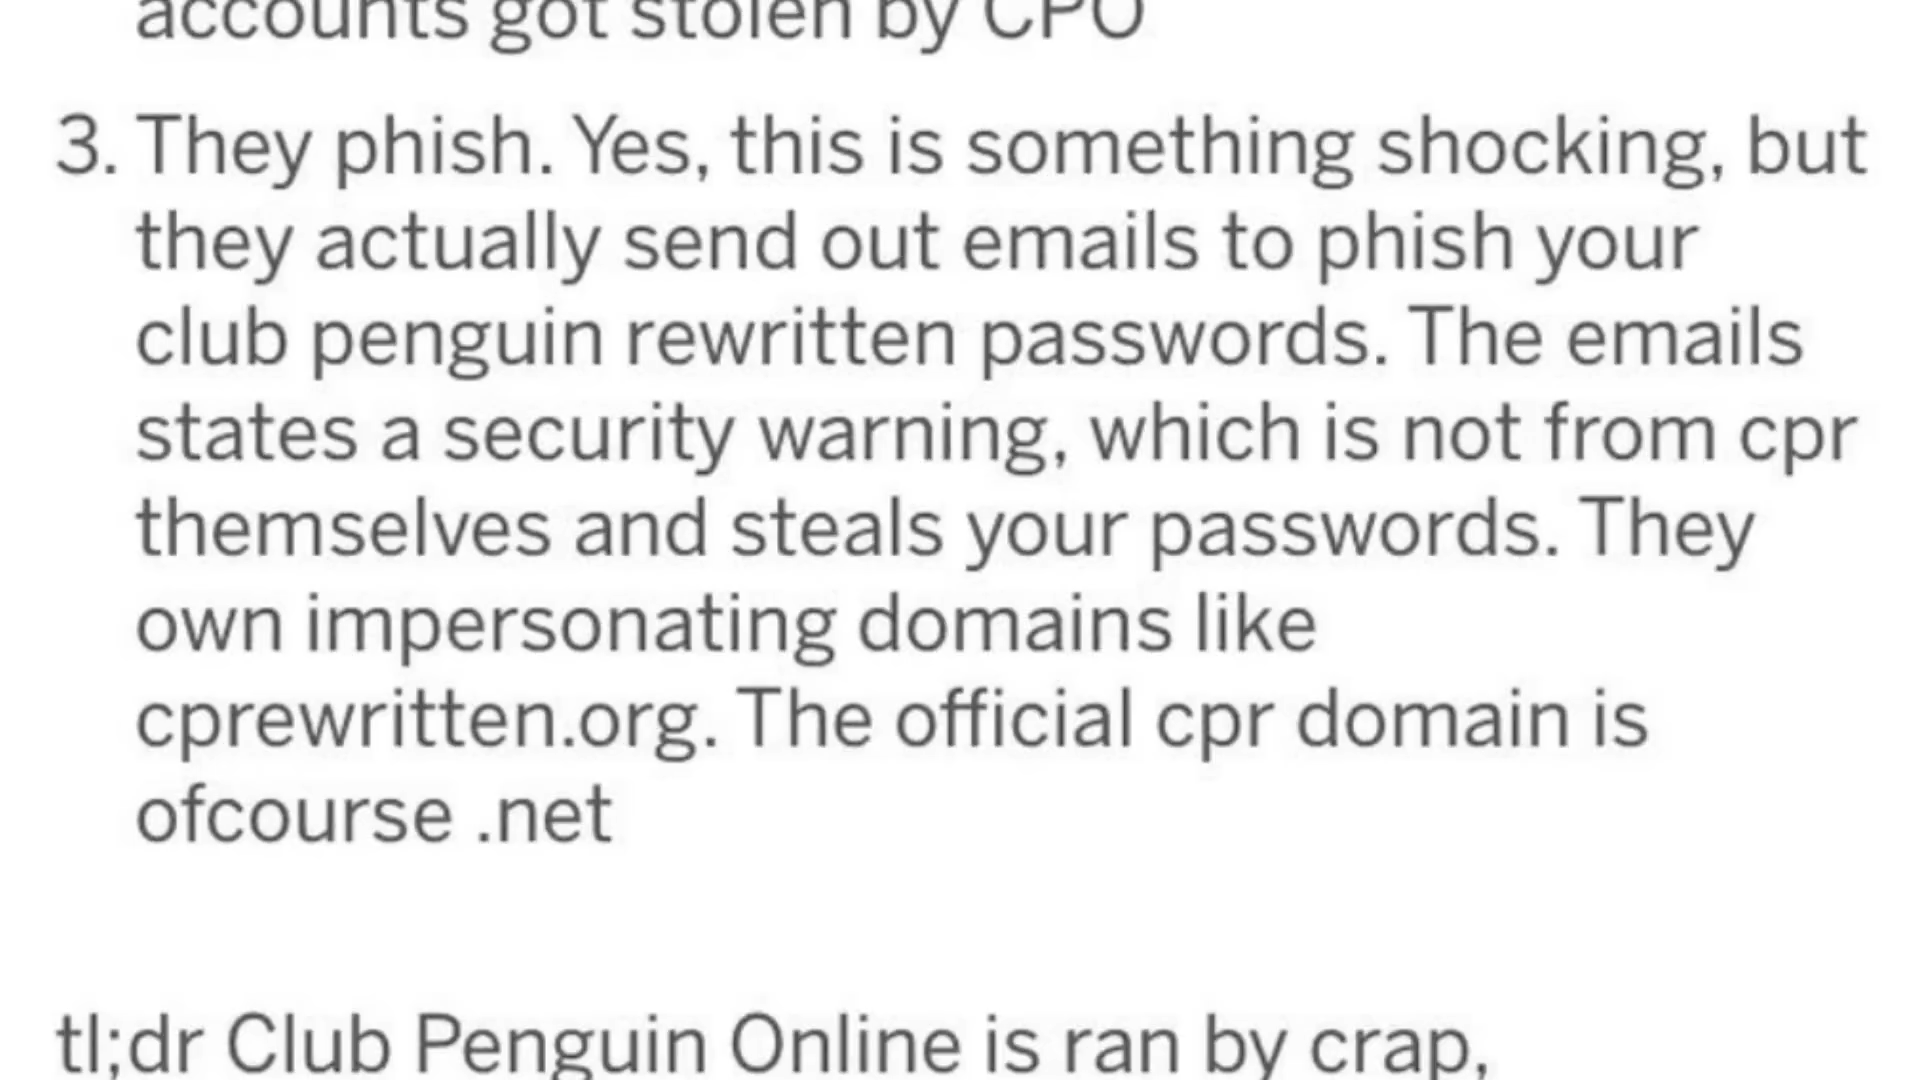 accounts got stolen by CPO
3. They phish. Yes, this is something shocking, but
they actually send out emails to phish your
club penguin rewritten passwords. The emails
states a security warning, which is not from cpr
themselves and steals your passwords. They
own impersonating domains like
cprewritten.org. The official cpr domain is
ofcourse .net
tl;dr Club Penguin Online is ran by crap,